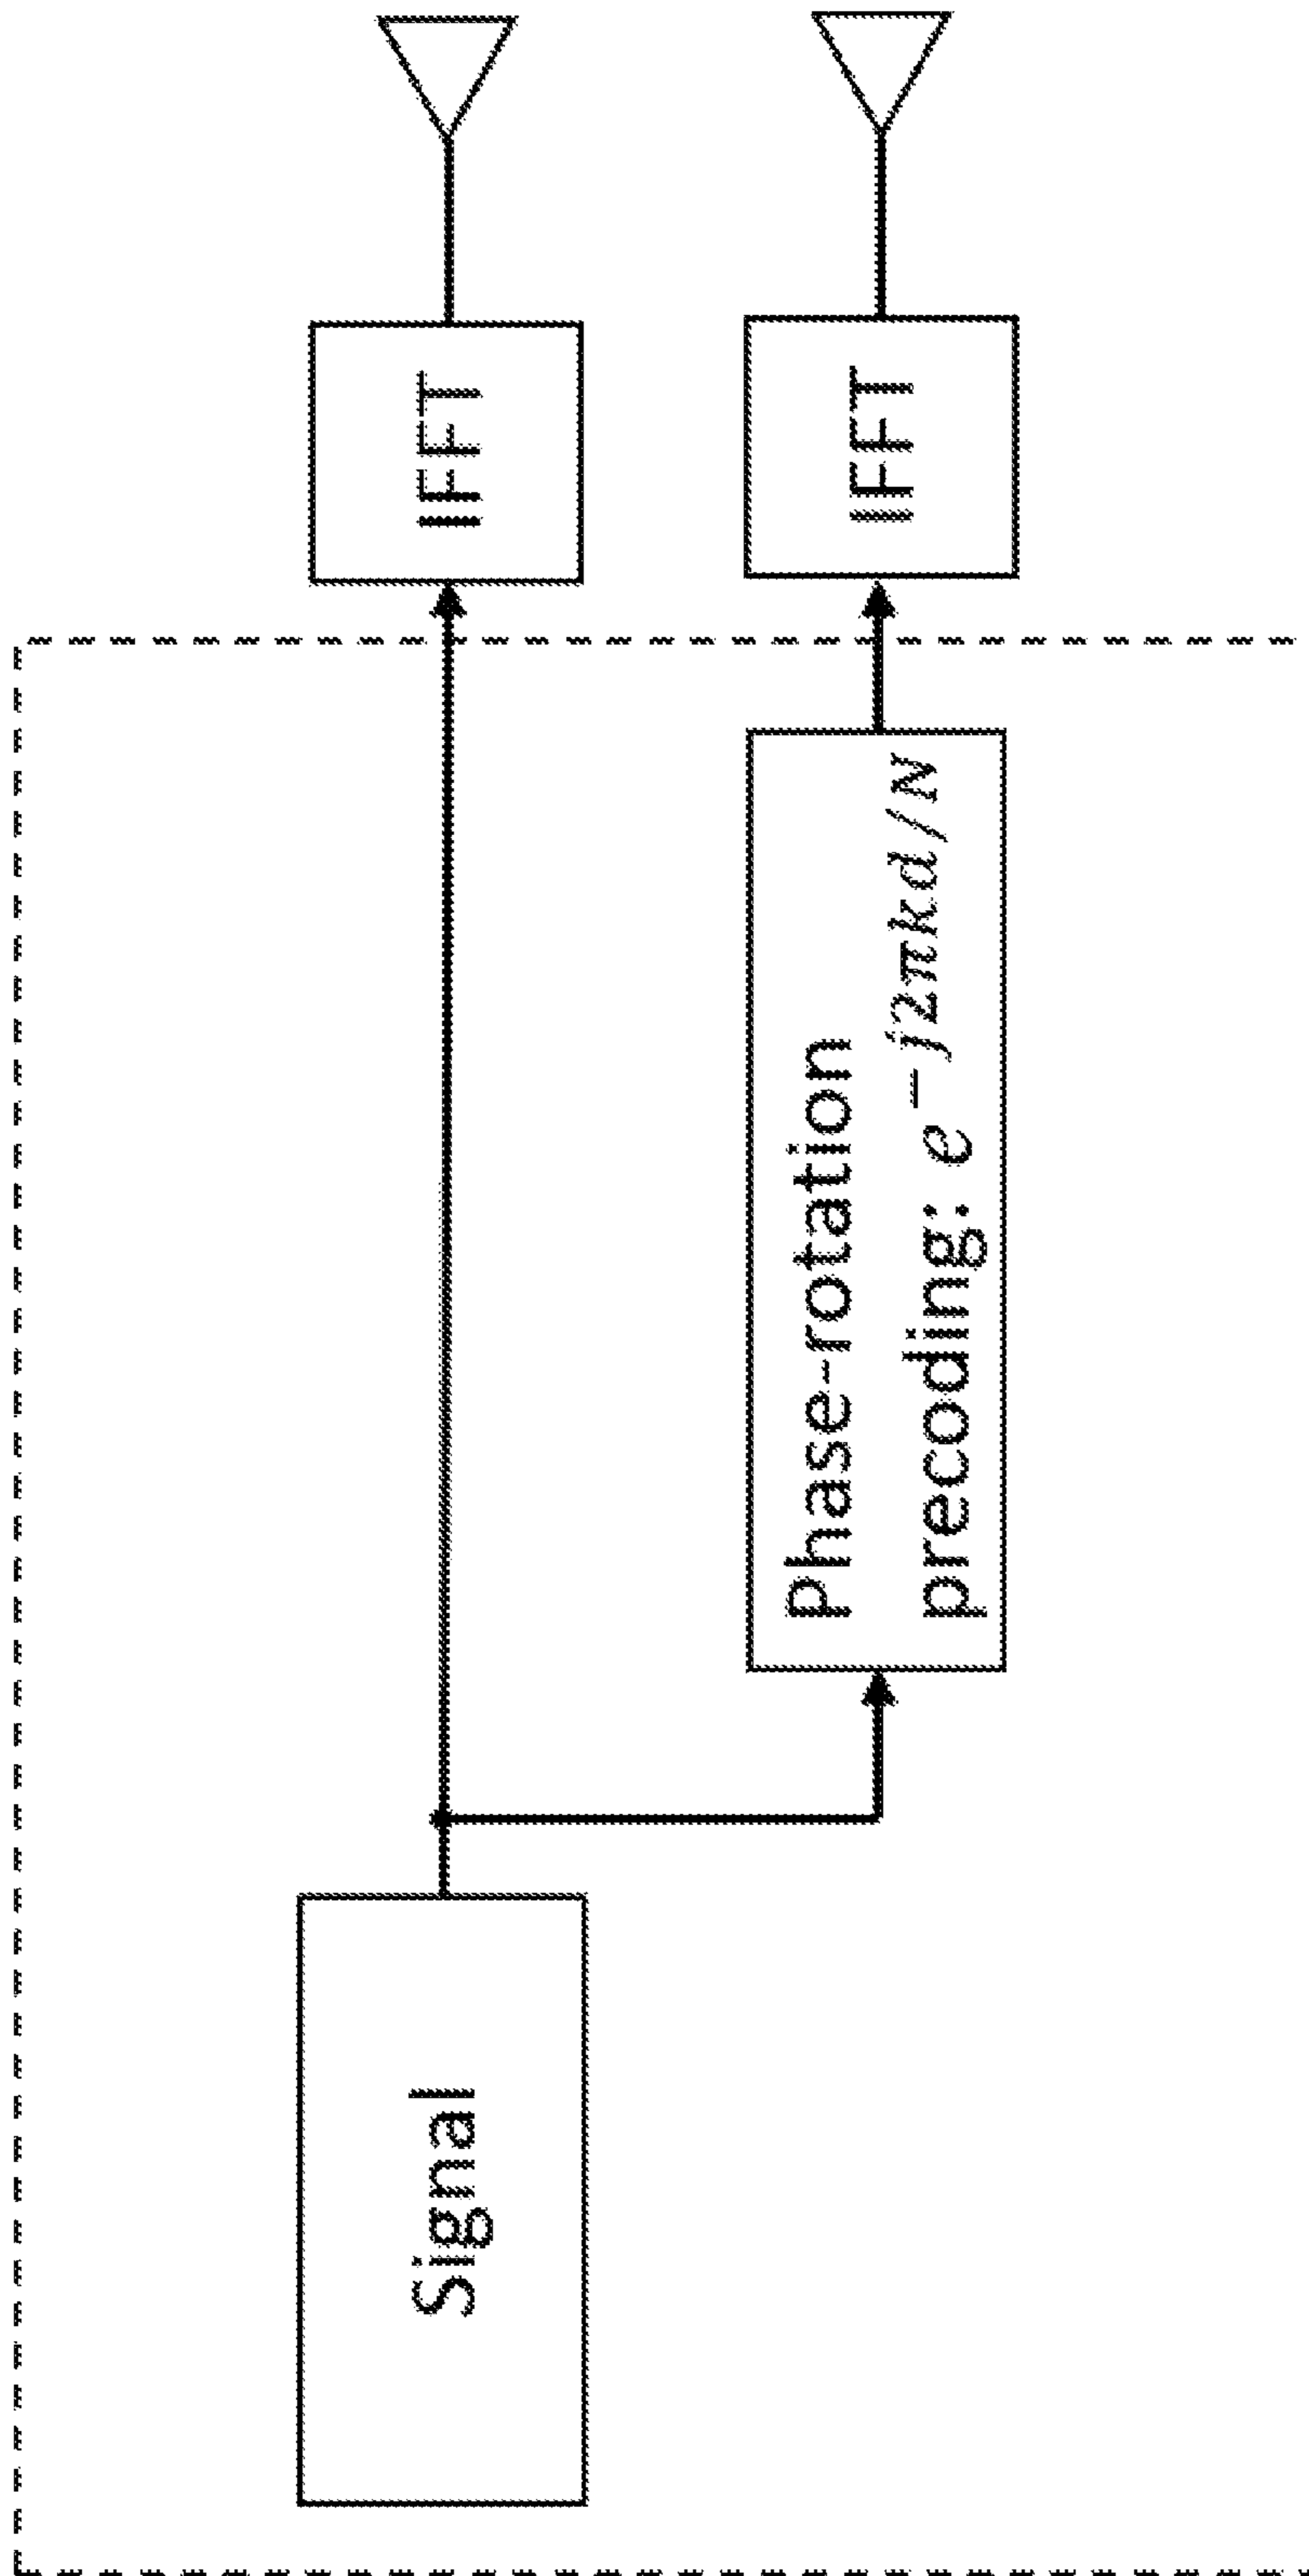 Signal
IFFT
Phase-rotation
precoding: e^{-j2πkd/N}
IFFT